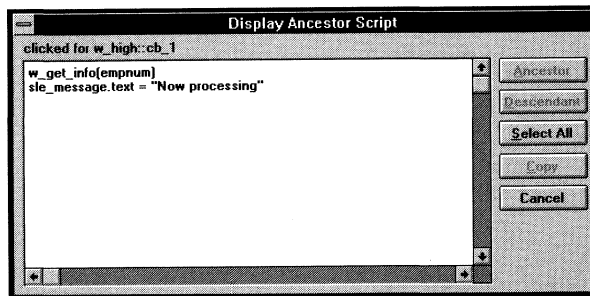 Display Ancestor Script
clicked for w_high::cb_1
w_get_info(empnum)
sle_message.text = "Now processing"
Ancestor
Descendant
Select All
Copy
Cancel